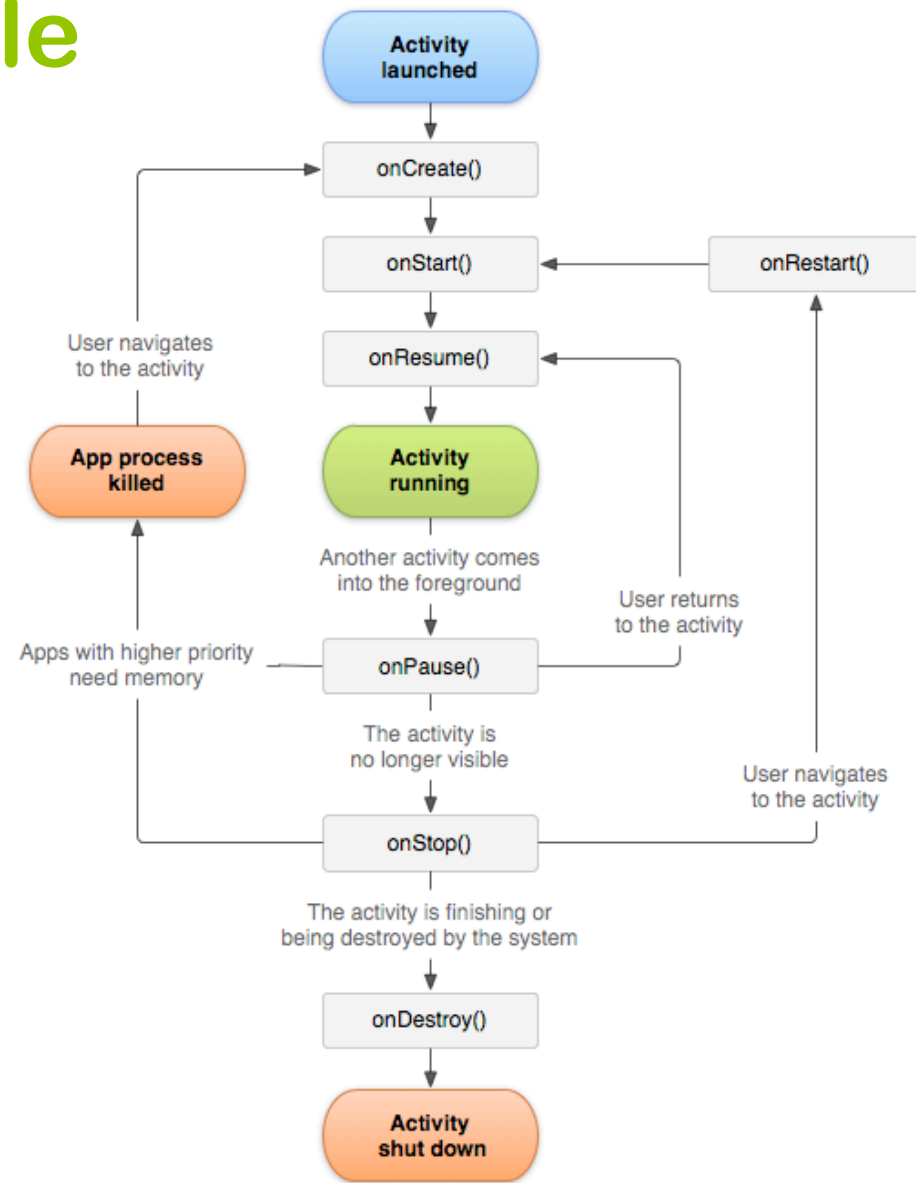 le
Activity
launched
onCreate()
onStart()
onRestart()
onResume()
User navigates
to the activity
App process
killed
Activity
running
Another activity comes
into the foreground
User returns
to the activity
Apps with higher priority
need memory
onPause()
The activity is
no longer visible
User navigates
to the activity
onStop()
The activity is finishing or
being destroyed by the system
onDestroy()
Activity
shut down